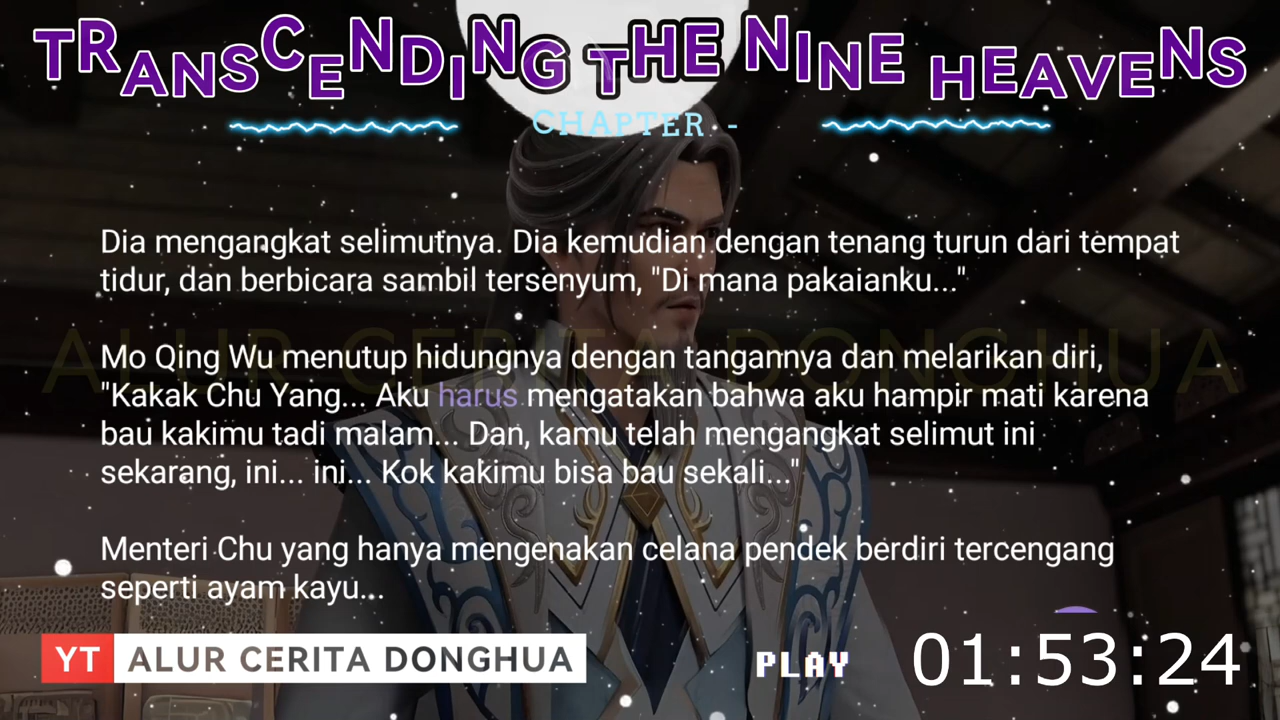 TRANSCENDING THE NINE HEAVENS
CHAPTER -
Dia mengangkat selimutnya. Dia kemudian dengan tenang turun dari tempat
tidur, dan berbicara sambil tersenyum, "Di mana pakaianku..."
ALUR CERITA DONGHUA
Mo Qing Wu menutup hidungnya dengan tangannya dan melarikan diri,
"Kakak Chu Yang... Aku harus mengatakan bahwa aku hampir mati karena
bau kakimu tadi malam... Dan, kamu telah mengangkat selimut ini
sekarang, ini... ini... Kok kakimu bisa bau sekali..."
Menteri Chu yang hanya mengenakan celana pendek berdiri tercengang
seperti ayam kayu...
YT ALUR CERITA DONGHUA
PLAY 01:53:24